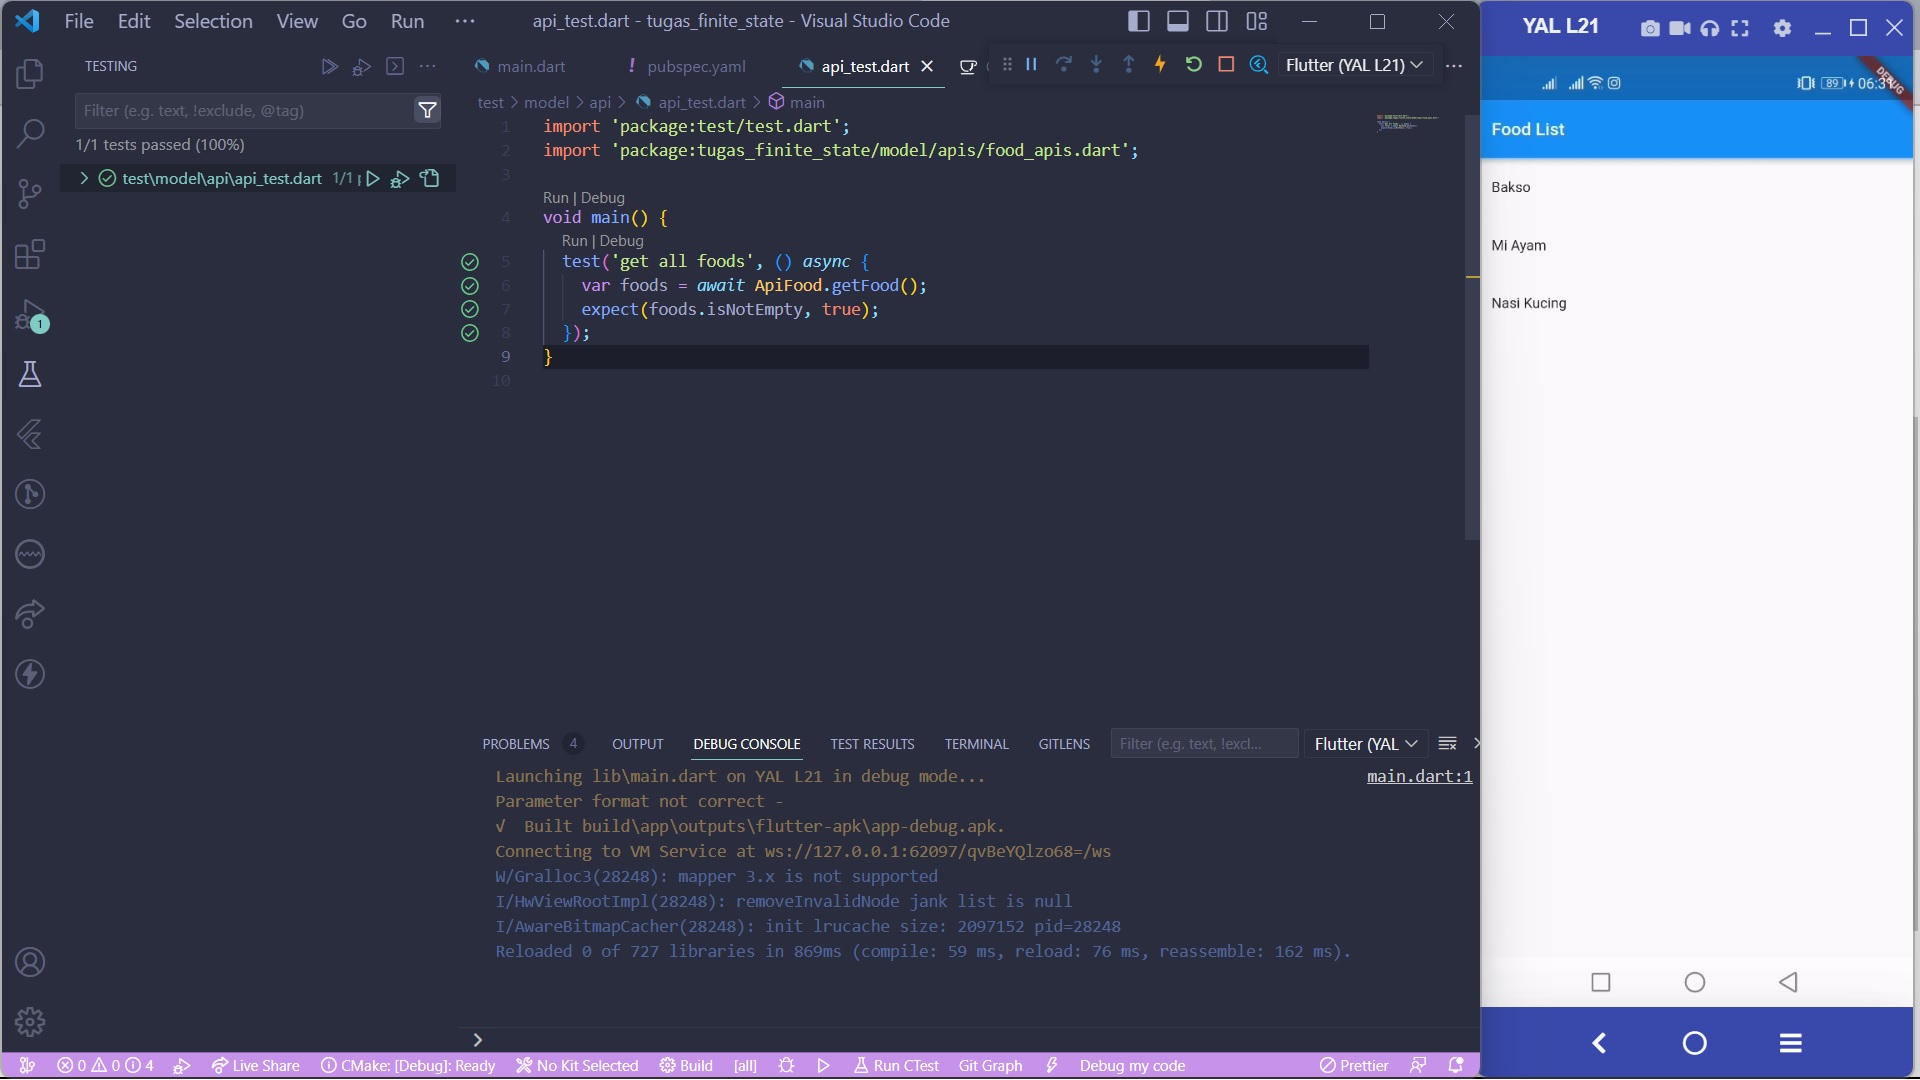 File Edit Selection View Go Run ···
api_test.dart - tugas_finite_state - Visual Studio Code
TESTING
Filter (e.g. text, !exclude, @tag)
1/1 tests passed (100%)
test\model\api\api_test.dart 1/1
1
main.dart
! pubspec.yaml
api_test.dart
Flutter (YAL L21)
test > model > api > api_test.dart > main
1 import 'package:test/test.dart';
2 import 'package:tugas_finite_state/model/apis/food_apis.dart';
3
Run | Debug
4 void main() {
Run | Debug
5 test('get all foods', () async {
6 var foods = await ApiFood.getFood();
7 expect(foods.isNotEmpty, true);
8 });
9 }
10
PROBLEMS 4 OUTPUT DEBUG CONSOLE TEST RESULTS TERMINAL GITLENS
Filter (e.g. text, !excl...
Flutter (YAL
Launching lib\main.dart on YAL L21 in debug mode...
main.dart:1
Parameter format not correct -
√ Built build\app\outputs\flutter-apk\app-debug.apk.
Connecting to VM Service at ws://127.0.0.1:62097/qvBeYQlzo68=/ws
W/Gralloc3(28248): mapper 3.x is not supported
I/HwViewRootImpl(28248): removeInvalidNode jank list is null
I/AwareBitmapCacher(28248): init lrucache size: 2097152 pid=28248
Reloaded 0 of 727 libraries in 869ms (compile: 59 ms, reload: 76 ms, reassemble: 162 ms).
>
0 0 4 Live Share CMake: [Debug]: Ready No Kit Selected Build [all] Run CTest Git Graph Debug my code Prettier
YAL L21
89
DEBUG
Food List
Bakso
Mi Ayam
Nasi Kucing